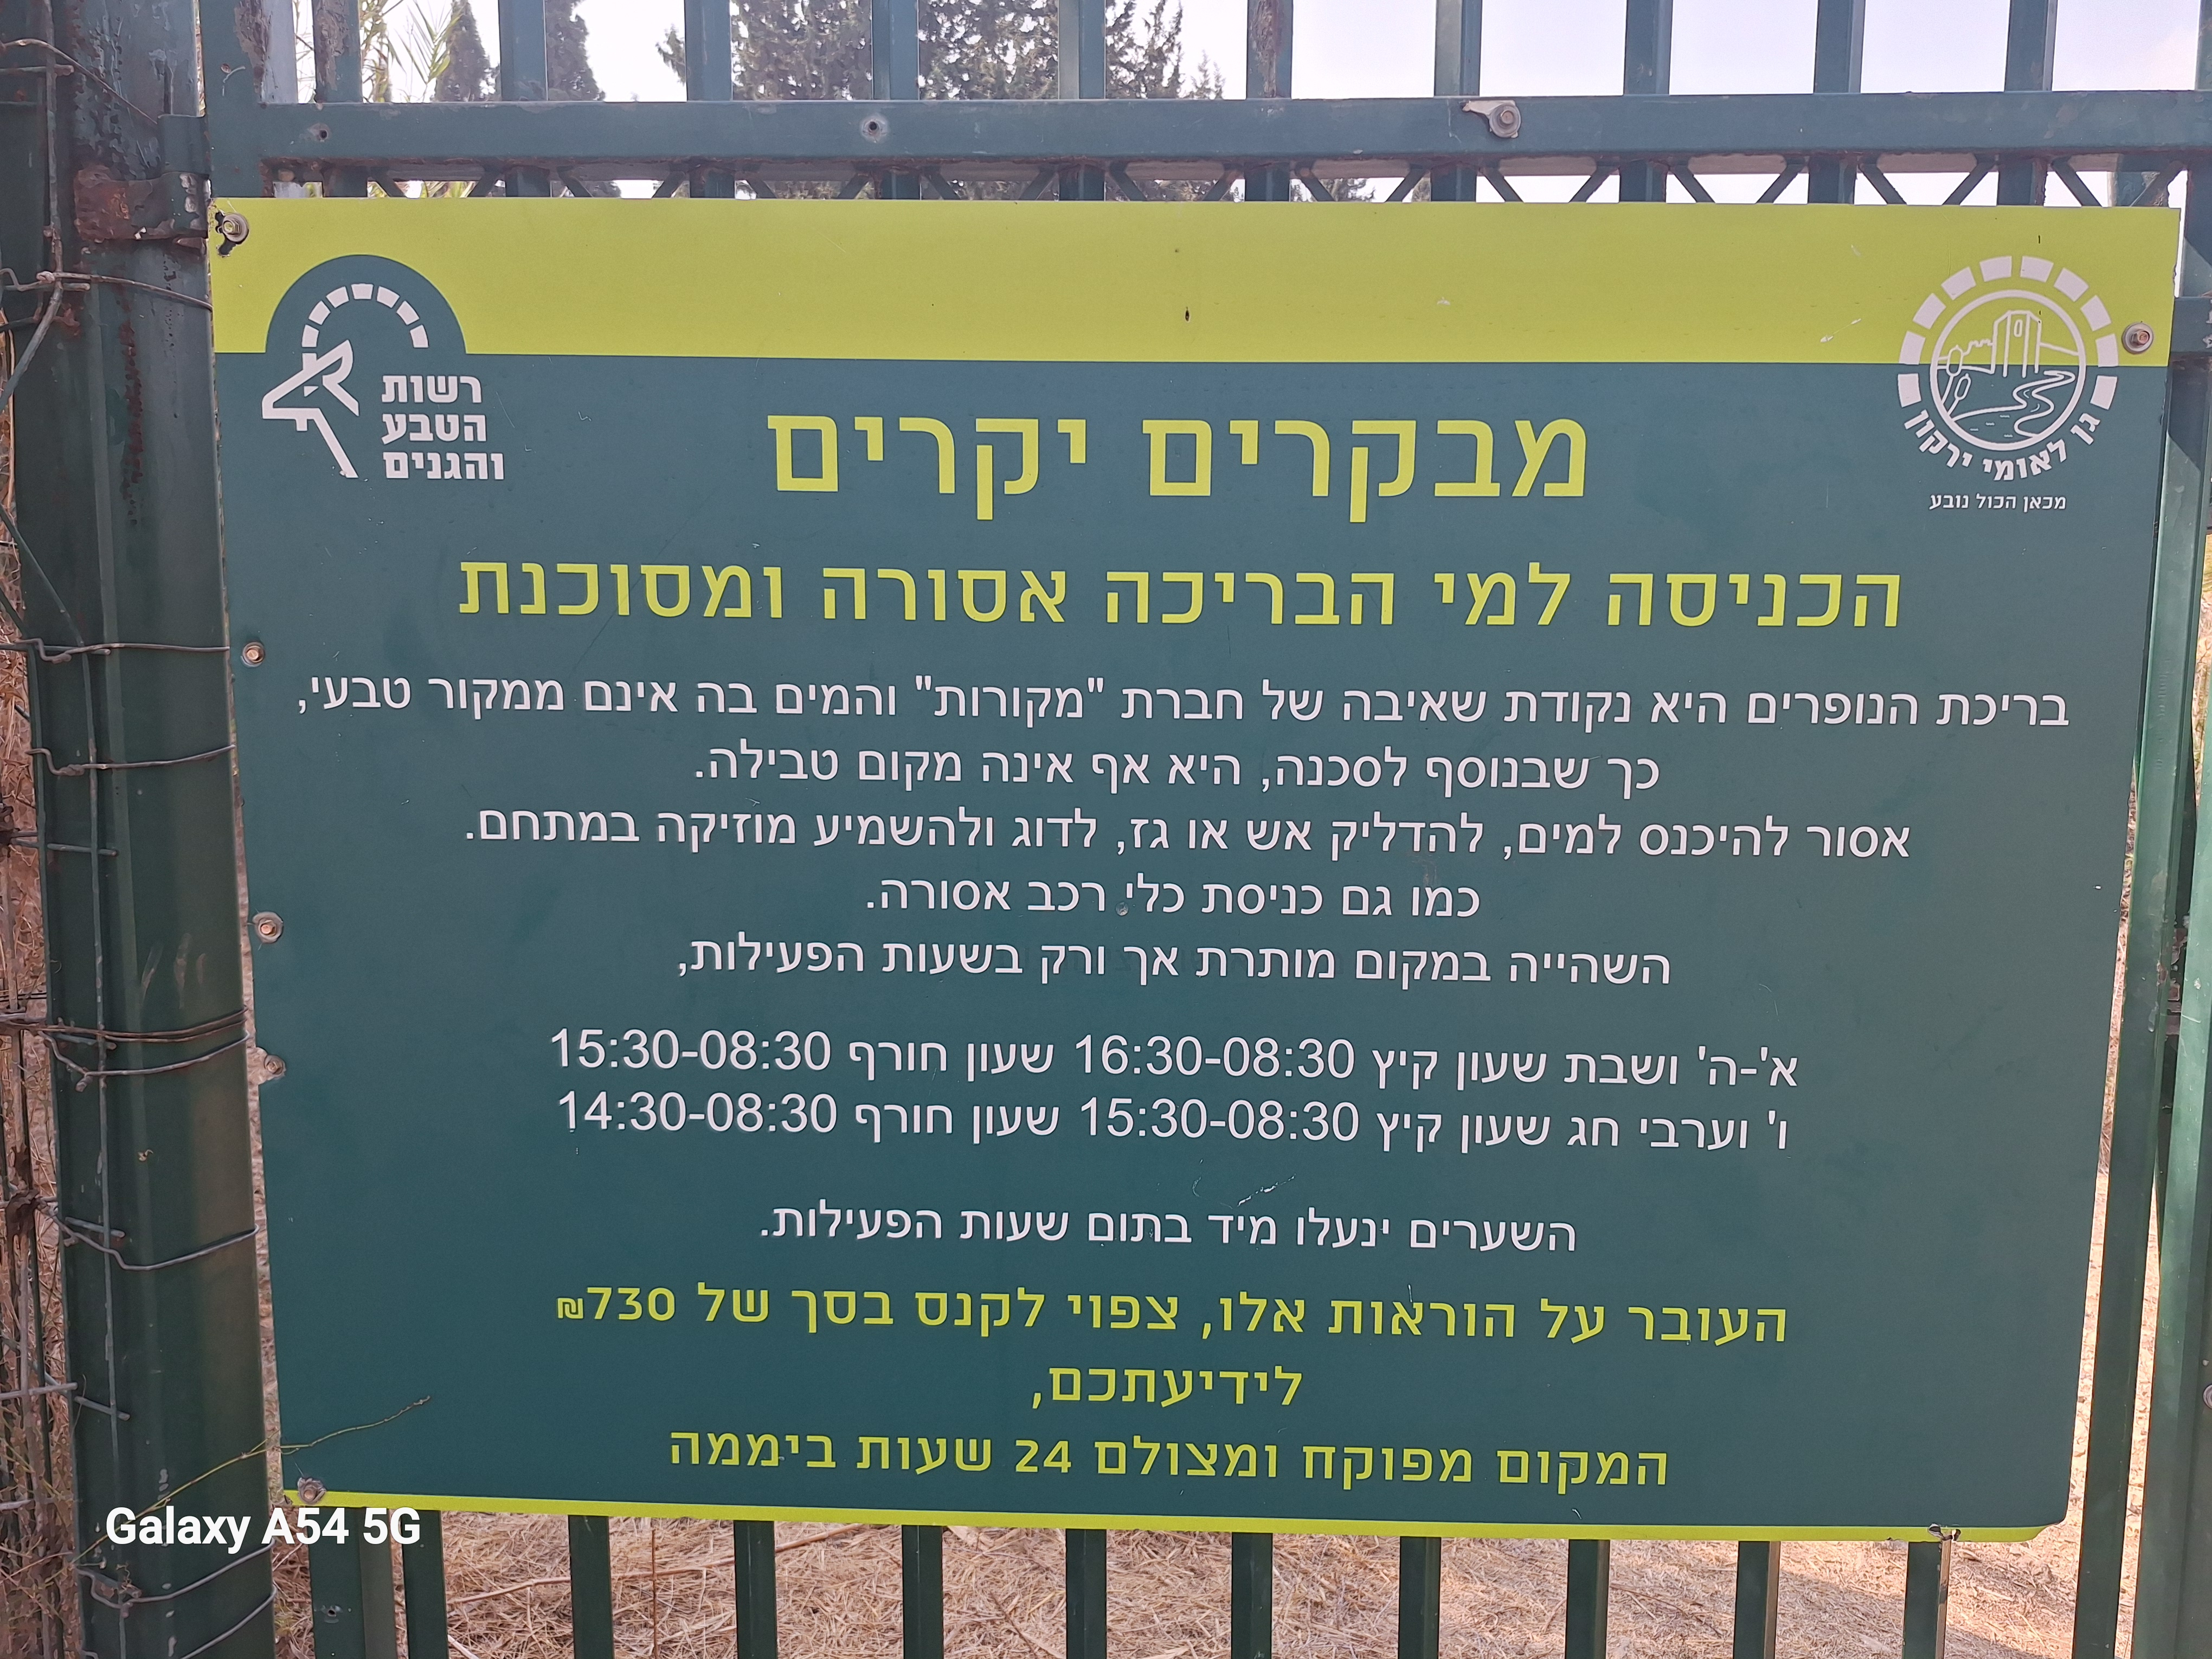 רשות
הטבע
והגנים
גן לאומי ירקון
מכאן הכול נובע
מבקרים יקרים
הכניסה למי הבריכה אסורה ומסוכנת
בריכת הנופרים היא נקודת שאיבה של חברת "מקורות" והמים בה אינם ממקור טבעי,
כך שבנוסף לסכנה, היא אף אינה מקום טבילה.
אסור להיכנס למים, להדליק אש או גז, לדוג ולהשמיע מוזיקה במתחם.
כמו גם כניסת כלי רכב אסורה.
השהייה במקום מותרת אך ורק בשעות הפעילות,
א'-ה' ושבת שעון קיץ 16:30-08:30 שעון חורף 15:30-08:30
ו' וערבי חג שעון קיץ 15:30-08:30 שעון חורף 14:30-08:30
השערים ינעלו מיד בתום שעות הפעילות.
העובר על הוראות אלו, צפוי לקנס בסך של 730₪
לידיעתכם,
המקום מפוקח ומצולם 24 שעות ביממה
Galaxy A54 5G